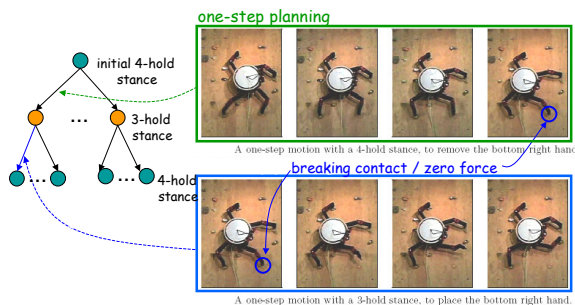 one-step planning
initial 4-hold
stance
...
3-hold
stance
A one-step motion with a 4-hold stance, to remove the bottom right hand
breaking contact / zero force
... ...
4-hold
stance
A one-step motion with a 3-hold stance, to place the bottom right hand.